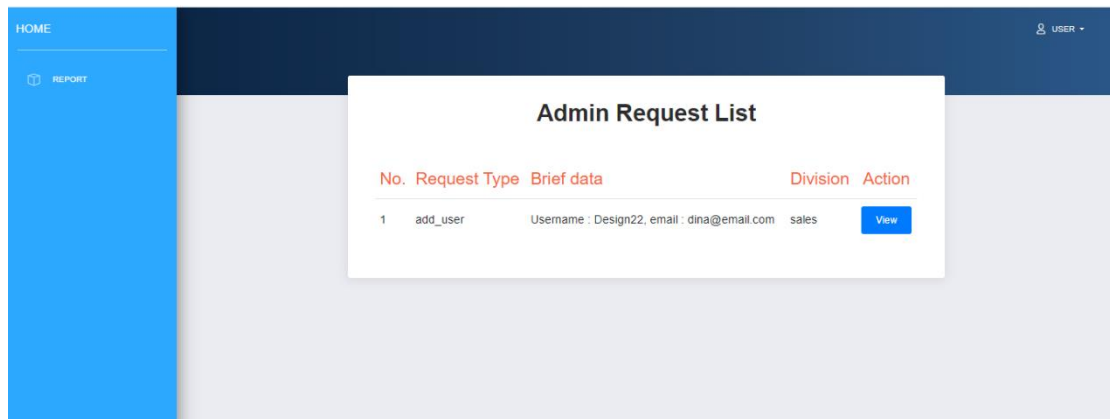 HOME
USER
REPORT
Admin Request List
No. Request Type Brief data Division Action
1 add_user Username : Design22, email : dina@email.com sales View